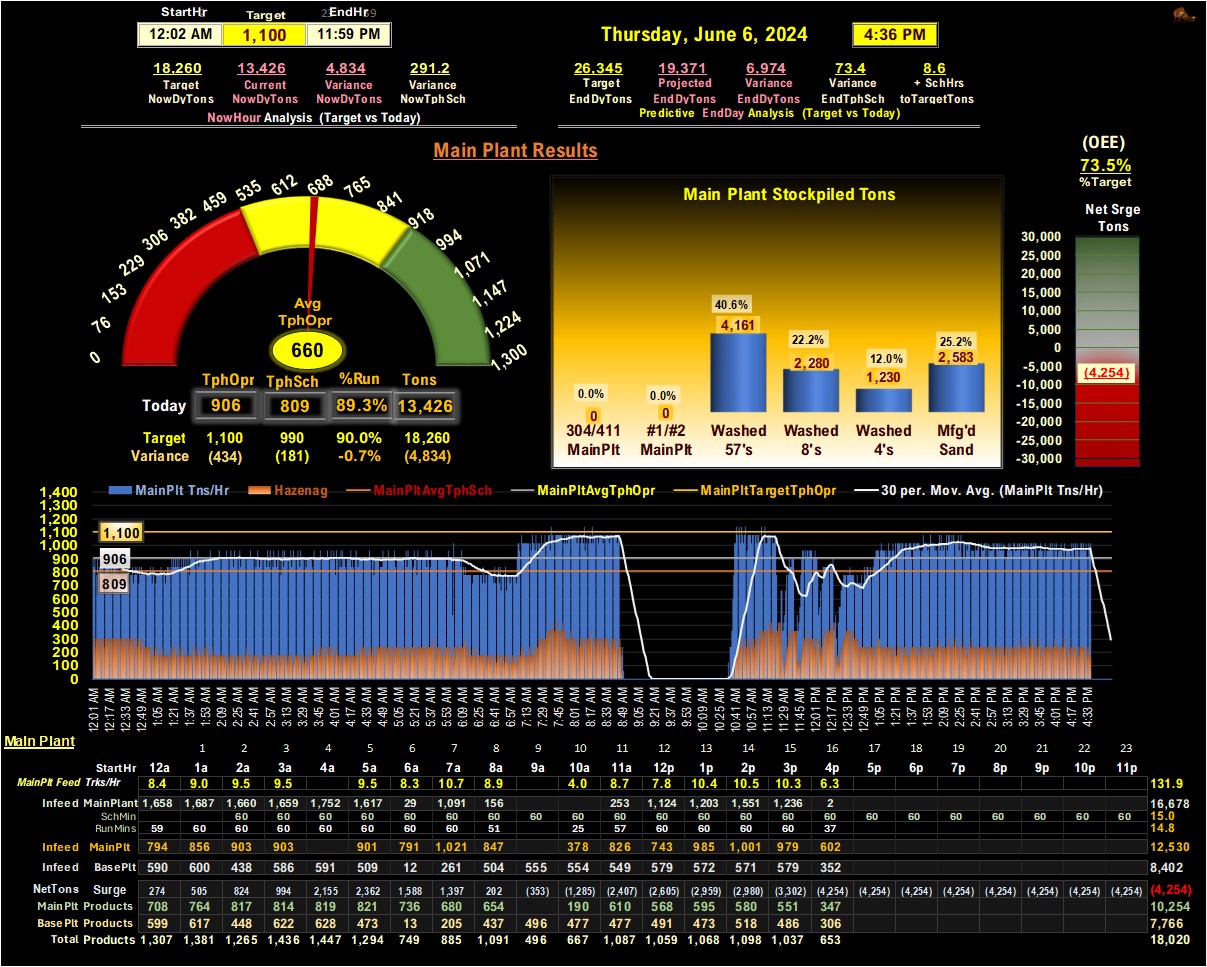 StartHr Target EndHr
12:02 AM 1,100 11:59 PM
Thursday, June 6, 2024 4:36 PM
18,260 13,426 4,834 291.2
Target Current Variance Variance
NowDyTons NowDyTons NowDyTons NowTphSch
NowHour Analysis (Target vs Today)
26,345 19,371 6,974 73.4 8.6
Target Projected Variance Variance + SchHrs
EndDyTons EndDyTons EndDyTons EndTphSch toTargetTons
Predictive EndDay Analysis (Target vs Today)
Main Plant Results
(OEE)
73.5%
%Target
0 76 153 229 306 382 459 535 612 688 765 841 918 994 1,071 1,147 1,224 1,300
Avg
TphOpr
660
TphOpr TphSch %Run Tons
Today 906 809 89.3% 13,426
Target 1,100 990 90.0% 18,260
Variance (434) (181) -0.7% (4,834)
Main Plant Stockpiled Tons
0.0% 0.0% 40.6% 22.2% 12.0% 25.2%
0 0 4,161 2,280 1,230 2,583
304/411 #1/#2 Washed Washed Washed Mfg'd
MainPlt MainPlt 57's 8's 4's Sand
Net Srge
Tons
30,000
25,000
20,000
15,000
10,000
5,000
0
-5,000
(4,254)
-10,000
-15,000
-20,000
-25,000
-30,000
MainPlt Tns/Hr Hazenag MainPltAvgTphSch MainPltAvgTphOpr MainPltTargetTphOpr 30 per. Mov. Avg. (MainPlt Tns/Hr)
1,400
1,300
1,200
1,100
1,000
900
800
700
600
500
400
300
200
100
0
1,100
906
809
12:01 AM 12:17 AM 12:33 AM 12:49 AM 1:05 AM 1:21 AM 1:37 AM 1:53 AM 2:09 AM 2:25 AM 2:41 AM 2:57 AM 3:13 AM 3:29 AM 3:45 AM 4:01 AM 4:17 AM 4:33 AM 4:49 AM 5:05 AM 5:21 AM 5:37 AM 5:53 AM 6:09 AM 6:25 AM 6:41 AM 6:57 AM 7:13 AM 7:29 AM 7:45 AM 8:01 AM 8:17 AM 8:33 AM 8:49 AM 9:05 AM 9:21 AM 9:37 AM 9:53 AM 10:09 AM 10:25 AM 10:41 AM 10:57 AM 11:13 AM 11:29 AM 11:45 AM 12:01 PM 12:17 PM 12:33 PM 12:49 PM 1:05 PM 1:21 PM 1:37 PM 1:53 PM 2:09 PM 2:25 PM 2:41 PM 2:57 PM 3:13 PM 3:29 PM 3:45 PM 4:01 PM 4:17 PM 4:33 PM
Main Plant
1 2 3 4 5 6 7 8 9 10 11 12 13 14 15 16 17 18 19 20 21 22 23
StartHr 12a 1a 2a 3a 4a 5a 6a 7a 8a 9a 10a 11a 12p 1p 2p 3p 4p 5p 6p 7p 8p 9p 10p 11p
MainPlt Feed Trks/Hr 8.4 9.0 9.5 9.5 9.5 8.3 10.7 8.9 4.0 8.7 7.8 10.4 10.5 10.3 6.3 131.9
Infeed MainPlant 1,658 1,687 1,660 1,659 1,752 1,617 29 1,091 156 253 1,124 1,203 1,551 1,236 2 16,678
SchMin 60 60 60 60 60 60 60 60 60 60 60 60 60 60 60 60 60 60 60 60 60 60 15.0
RunMins 59 60 60 60 60 60 60 60 51 25 57 60 60 60 60 37 14.8
Infeed MainPlt 794 856 903 903 901 791 1,021 847 378 826 743 985 1,001 979 602 12,530
Infeed BasePlt 590 600 438 586 591 509 12 261 504 555 554 549 579 572 571 579 352 8,402
NetTons Surge 274 505 824 994 2,155 2,362 1,588 1,397 202 (353) (1,285) (2,407) (2,605) (2,959) (2,980) (3,302) (4,254) (4,254) (4,254) (4,254) (4,254) (4,254) (4,254) (4,254) (4,254)
MainPlt Products 708 764 817 814 819 821 736 680 654 190 610 568 595 580 551 347 10,254
BasePlt Products 599 617 448 622 628 473 13 206 437 496 477 477 491 473 518 486 306 7,766
Total Products 1,307 1,381 1,265 1,436 1,447 1,294 749 885 1,091 496 667 1,087 1,059 1,068 1,098 1,037 653 18,020